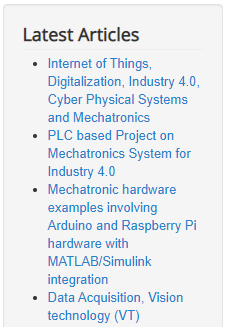 Latest Articles
Internet of Things,
Digitalization, Industry 4.0,
Cyber Physical Systems
and Mechatronics
PLC based Project on
Mechatronics System for
Industry 4.0
Mechatronic hardware
examples involving
Arduino and Raspberry Pi
hardware with
MATLAB/Simulink
integration
Data Acquisition, Vision
technology (VT)